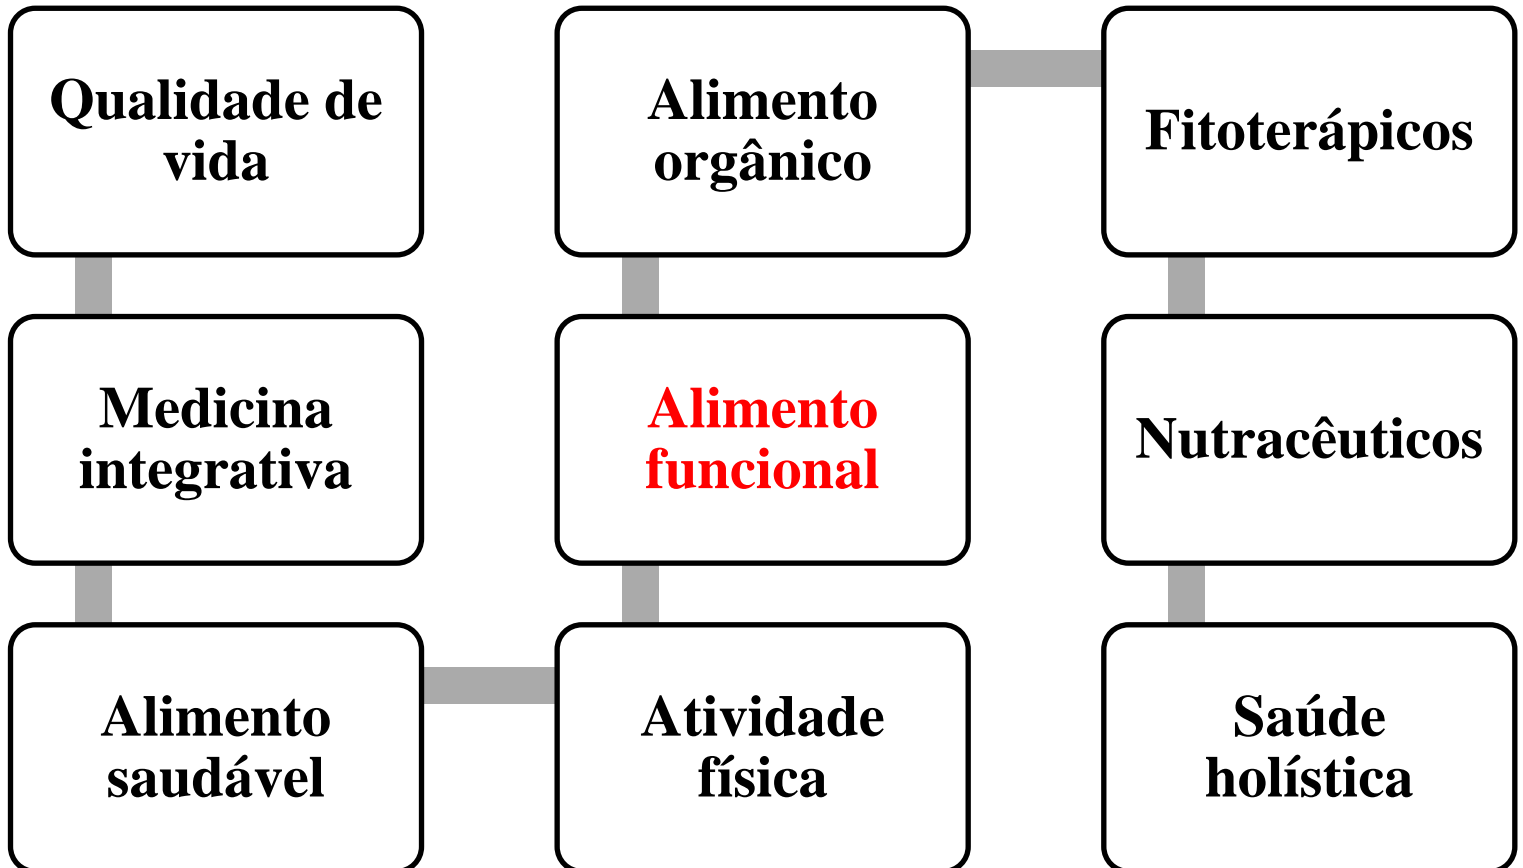 Qualidade de
vida
Alimento
orgânico
Fitoterápicos
Medicina
integrativa
Alimento
funcional
Nutracêuticos
Alimento
saudável
Atividade
física
Saúde
holística